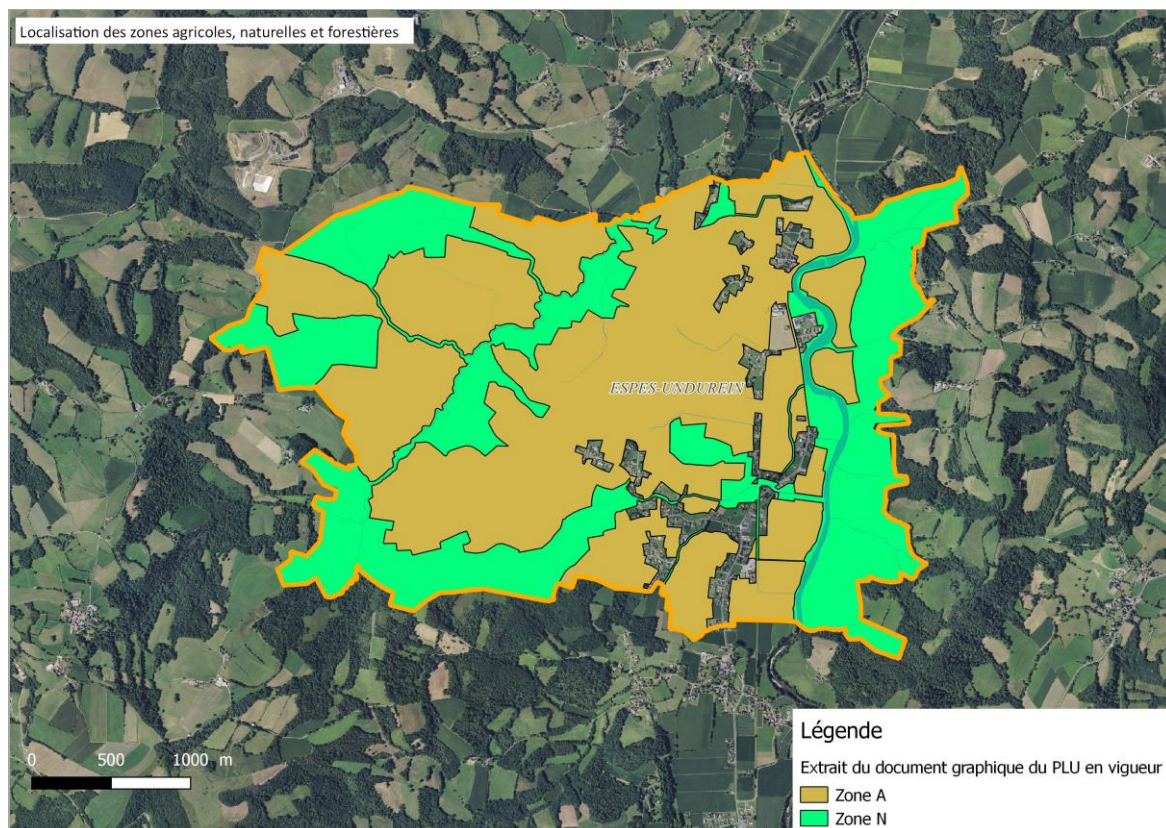 Localisation des zones agricoles, naturelles et forestières
ESPES-UNDUREIN
0 500 1000 m
Légende
Extrait du document graphique du PLU en vigueur
Zone A
Zone N